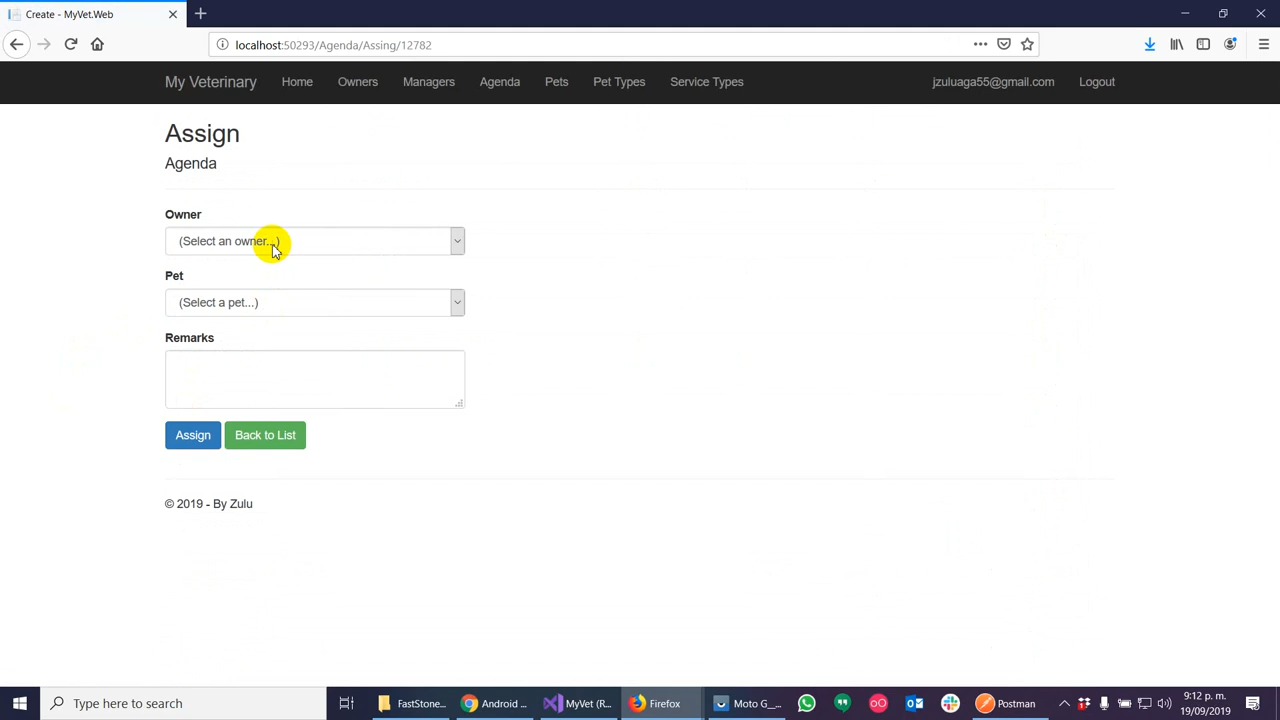 Create - MyVet.Web
localhost:50293/Agenda/Assing/12782
My Veterinary Home Owners Managers Agenda Pets Pet Types Service Types jzuluaga55@gmail.com Logout
Assign
Agenda
Owner
(Select an owner...)
Pet
(Select a pet...)
Remarks
Assign Back to List
© 2019 - By Zulu
Type here to search FastStone... Android ... MyVet (R... Firefox Moto G__... Postman 9:12 p. m.
19/09/2019